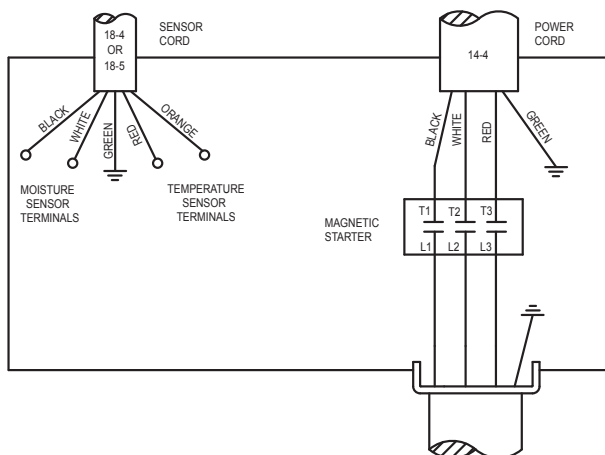 18-4
OR
18-5
SENSOR
CORD
POWER
CORD
14-4
BLACK
WHITE
GREEN
RED
ORANGE
BLACK
WHITE
RED
GREEN
MOISTURE
SENSOR
TERMINALS
TEMPERATURE
SENSOR
TERMINALS
MAGNETIC
STARTER
T1 T2 T3
L1 L2 L3